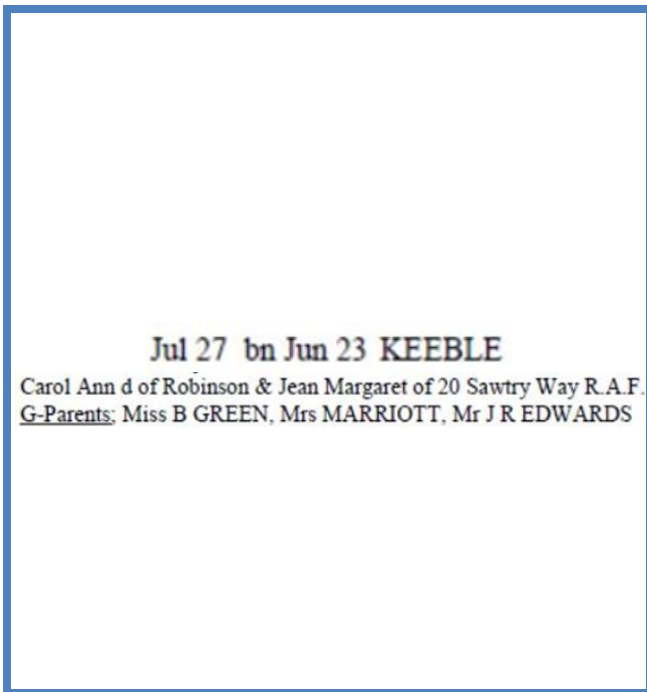 Jul 27 bn Jun 23 KEEBLE
Carol Ann d of Robinson & Jean Margaret of 20 Sawtry Way R.A.F.
G-Parents; Miss B GREEN, Mrs MARRIOTT, Mr J R EDWARDS